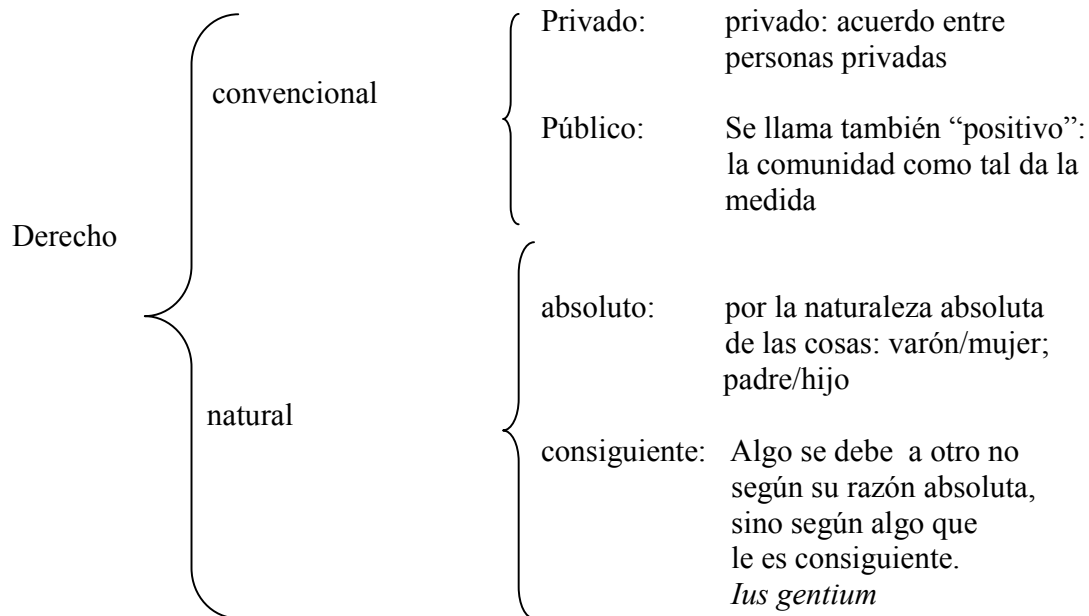 Derecho
convencional
Privado: privado: acuerdo entre
personas privadas
Público: Se llama también “positivo”:
la comunidad como tal da la
medida
natural
absoluto: por la naturaleza absoluta
de las cosas: varón/mujer;
padre/hijo
consiguiente: Algo se debe a otro no
según su razón absoluta,
sino según algo que
le es consiguiente.
Ius gentium